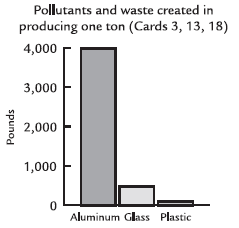 Pollutants and waste created in
producing one ton (Cards 3, 13, 18)
4,000
3,000
2,000
1,000
0
Pounds
Aluminum Glass Plastic